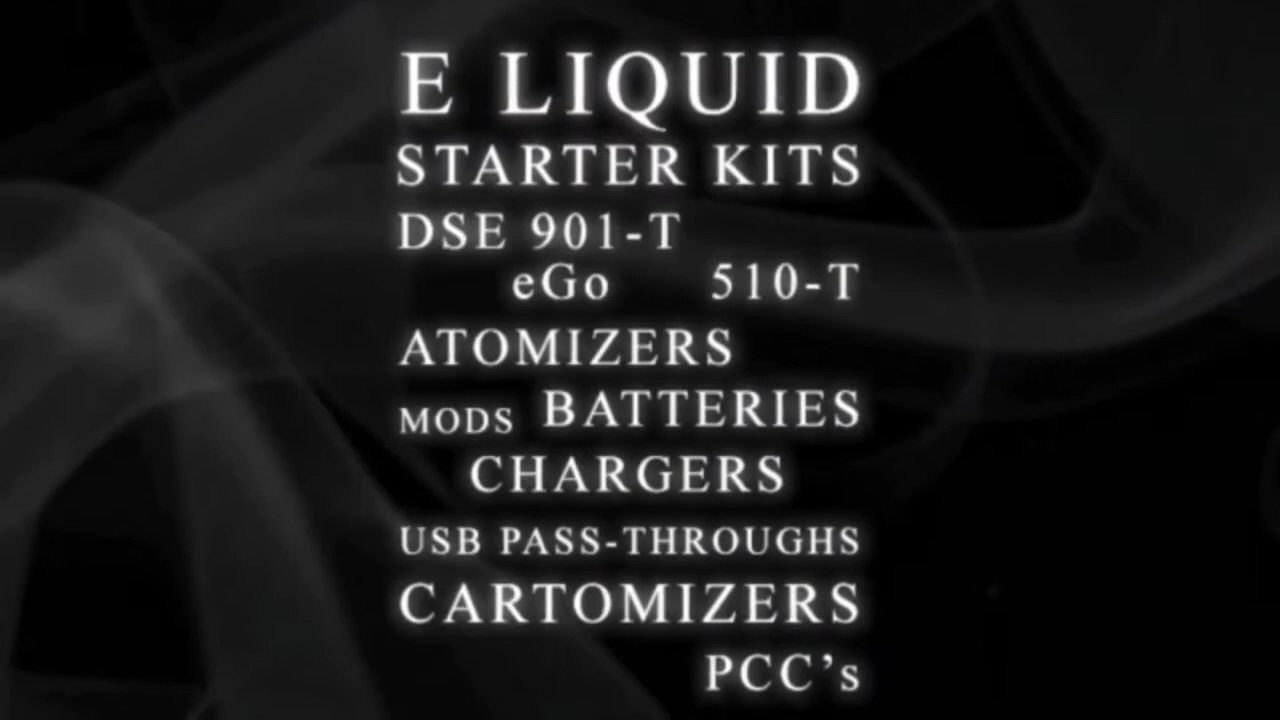 E LIQUID
STARTER KITS
DSE 901-T
eGo 510-T
ATOMIZERS
MODS BATTERIES
CHARGERS
USB PASS-THROUGHS
CARTOMIZERS
PCC's